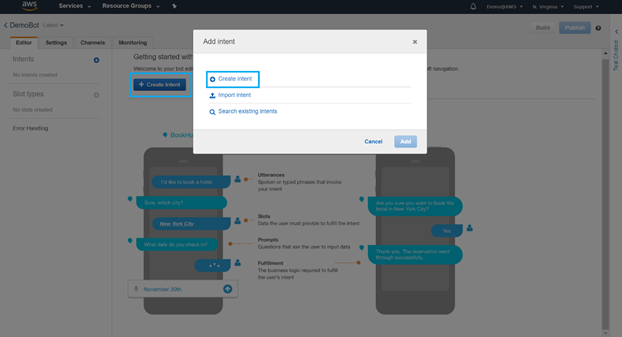 aws
Services
Resource Groups
Demo@AWS
N. Virginia
Support
DemoBot Latest
Build
Publish
Editor
Settings
Channels
Monitoring
Test Chatbot
Intents
No intents created
Slot types
No slots created
Error Handling
Getting started with
Welcome to your bot edi
ft navigation.
+ Create Intent
Add intent
Create intent
Import intent
Search existing intents
Cancel
Add
BookHo
I'd like to book a hotel.
Sure, which city?
New York City
What date do you check in?
November 30th
Utterances
Spoken or typed phrases that invoke
your intent
Slots
Data the user must provide to fulfill the intent
Prompts
Questions that ask the user to input data
Fulfillment
The business logic required to fulfill
the user's intent
Are you sure you want to book the
hotel in New York City?
Yes
Thank you. The reservation went
through successfully.